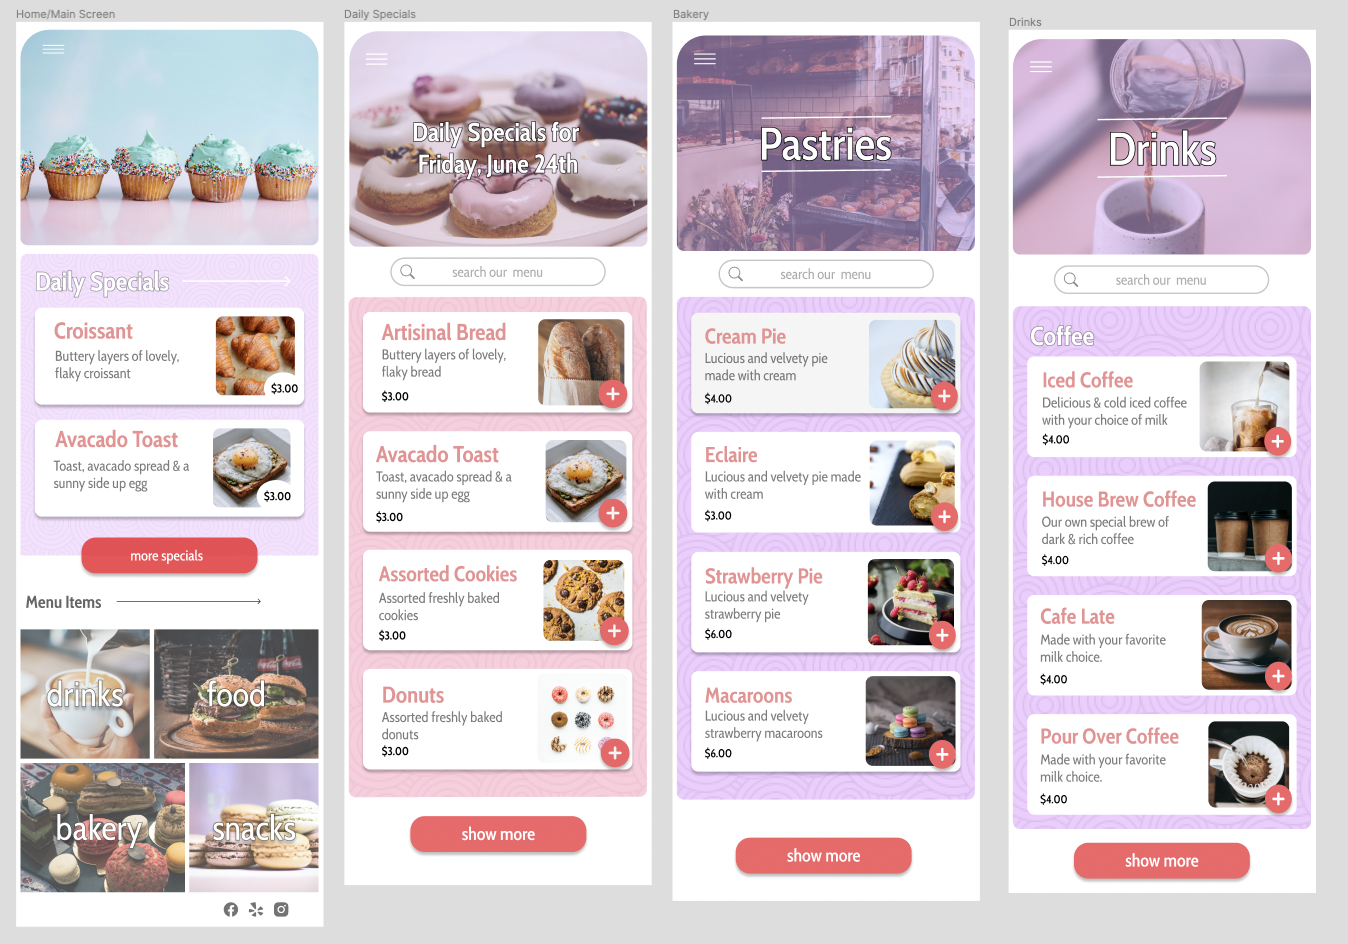 Home/Main Screen
Daily Specials
Croissant
Buttery layers of lovely,
flaky croissant
$3.00
Avacado Toast
Toast, avacado spread & a
sunny side up egg
$3.00
more specials
Menu Items
drinks
food
bakery
snacks
Daily Specials
Daily Specials for
Friday, June 24th
search our menu
Artisinal Bread
Buttery layers of lovely,
flaky bread
$3.00
Avacado Toast
Toast, avacado spread & a
sunny side up egg
$3.00
Assorted Cookies
Assorted freshly baked
cookies
$3.00
Donuts
Assorted freshly baked
donuts
$3.00
show more
Bakery
Pastries
search our menu
Cream Pie
Lucious and velvety pie
made with cream
$4.00
Eclaire
Lucious and velvety pie made
with cream
$3.00
Strawberry Pie
Lucious and velvety
strawberry pie
$6.00
Macaroons
Lucious and velvety
strawberry macaroons
$6.00
show more
Drinks
Drinks
search our menu
Coffee
Iced Coffee
Delicious & cold iced coffee
with your choice of milk
$4.00
House Brew Coffee
Our own special brew of
dark & rich coffee
$4.00
Cafe Late
Made with your favorite
milk choice.
$4.00
Pour Over Coffee
Made with your favorite
milk choice.
$4.00
show more